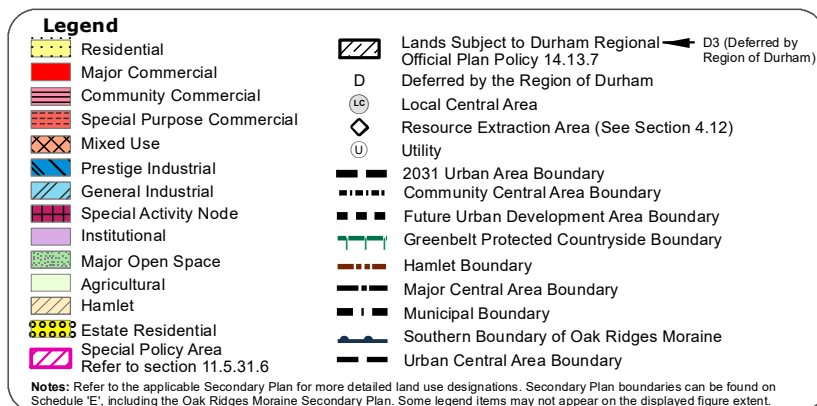 Legend
Residential
Major Commercial
Community Commercial
Special Purpose Commercial
Mixed Use
Prestige Industrial
General Industrial
Special Activity Node
Institutional
Major Open Space
Agricultural
Hamlet
Estate Residential
Special Policy Area
Refer to section 11.5.31.6
Lands Subject to Durham Regional
Official Plan Policy 14.13.7
D3 (Deferred by
Region of Durham)
D Deferred by the Region of Durham
LC Local Central Area
Resource Extraction Area (See Section 4.12)
U Utility
2031 Urban Area Boundary
Community Central Area Boundary
Future Urban Development Area Boundary
Greenbelt Protected Countryside Boundary
Hamlet Boundary
Major Central Area Boundary
Municipal Boundary
Southern Boundary of Oak Ridges Moraine
Urban Central Area Boundary
Notes: Refer to the applicable Secondary Plan for more detailed land use designations. Secondary Plan boundaries can be found on
Schedule 'E', including the Oak Ridges Moraine Secondary Plan. Some legend items may not appear on the displayed figure extent.